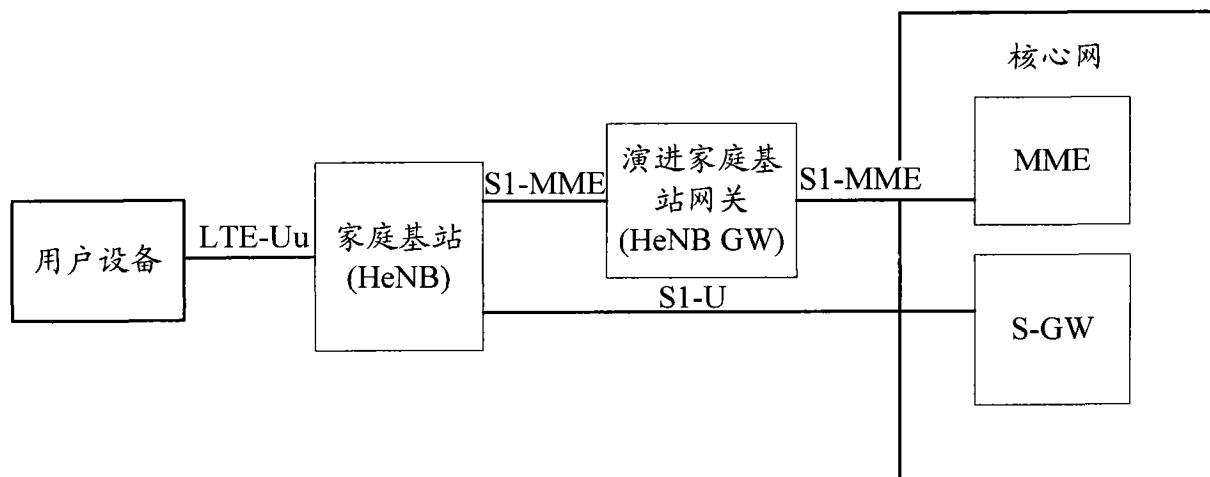 核心网
MME
演进家庭基
站网关
(HeNB GW)
S1-MME
S1-MME
家庭基站
(HeNB)
LTE-Uu
用户设备
S1-U
S-GW